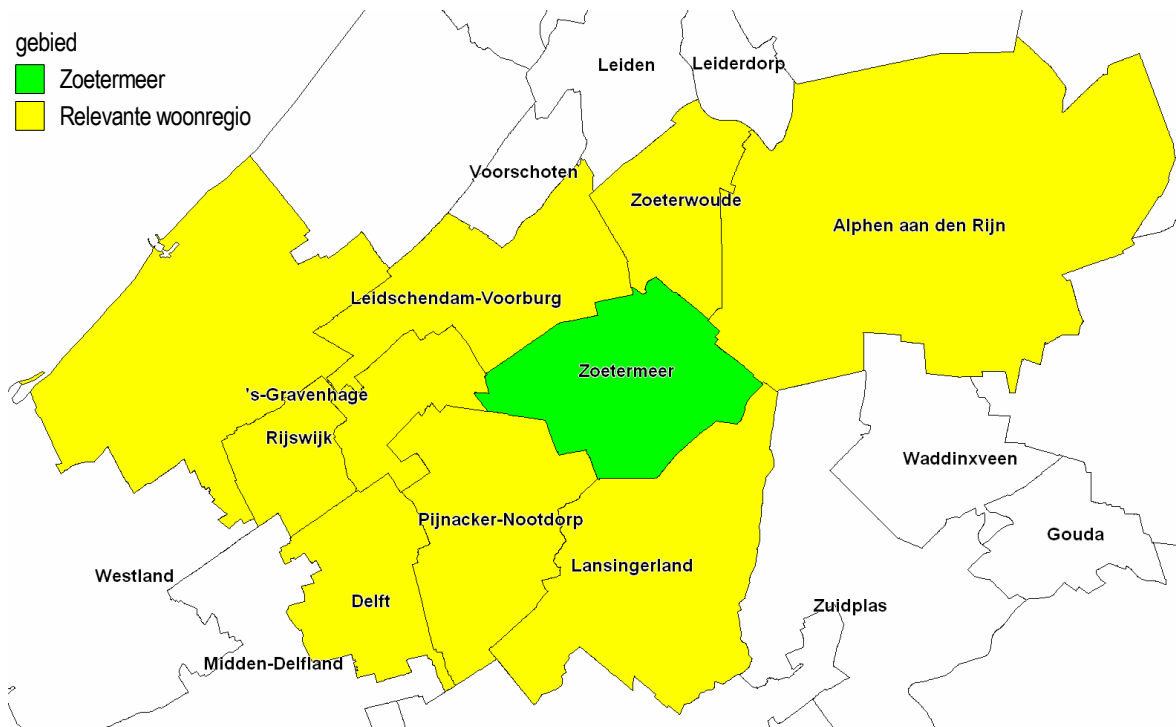 gebied
Zoetermeer
Relevante woonregio
Leiden
Leiderdorp
Voorschoten
Zoeterwoude
Alphen aan den Rijn
Leidschendam-Voorburg
Zoetermeer
's-Gravenhage
Rijswijk
Waddinxveen
Pijnacker-Nootdorp
Gouda
Lansingerland
Westland
Delft
Zuidplas
Midden-Delfland